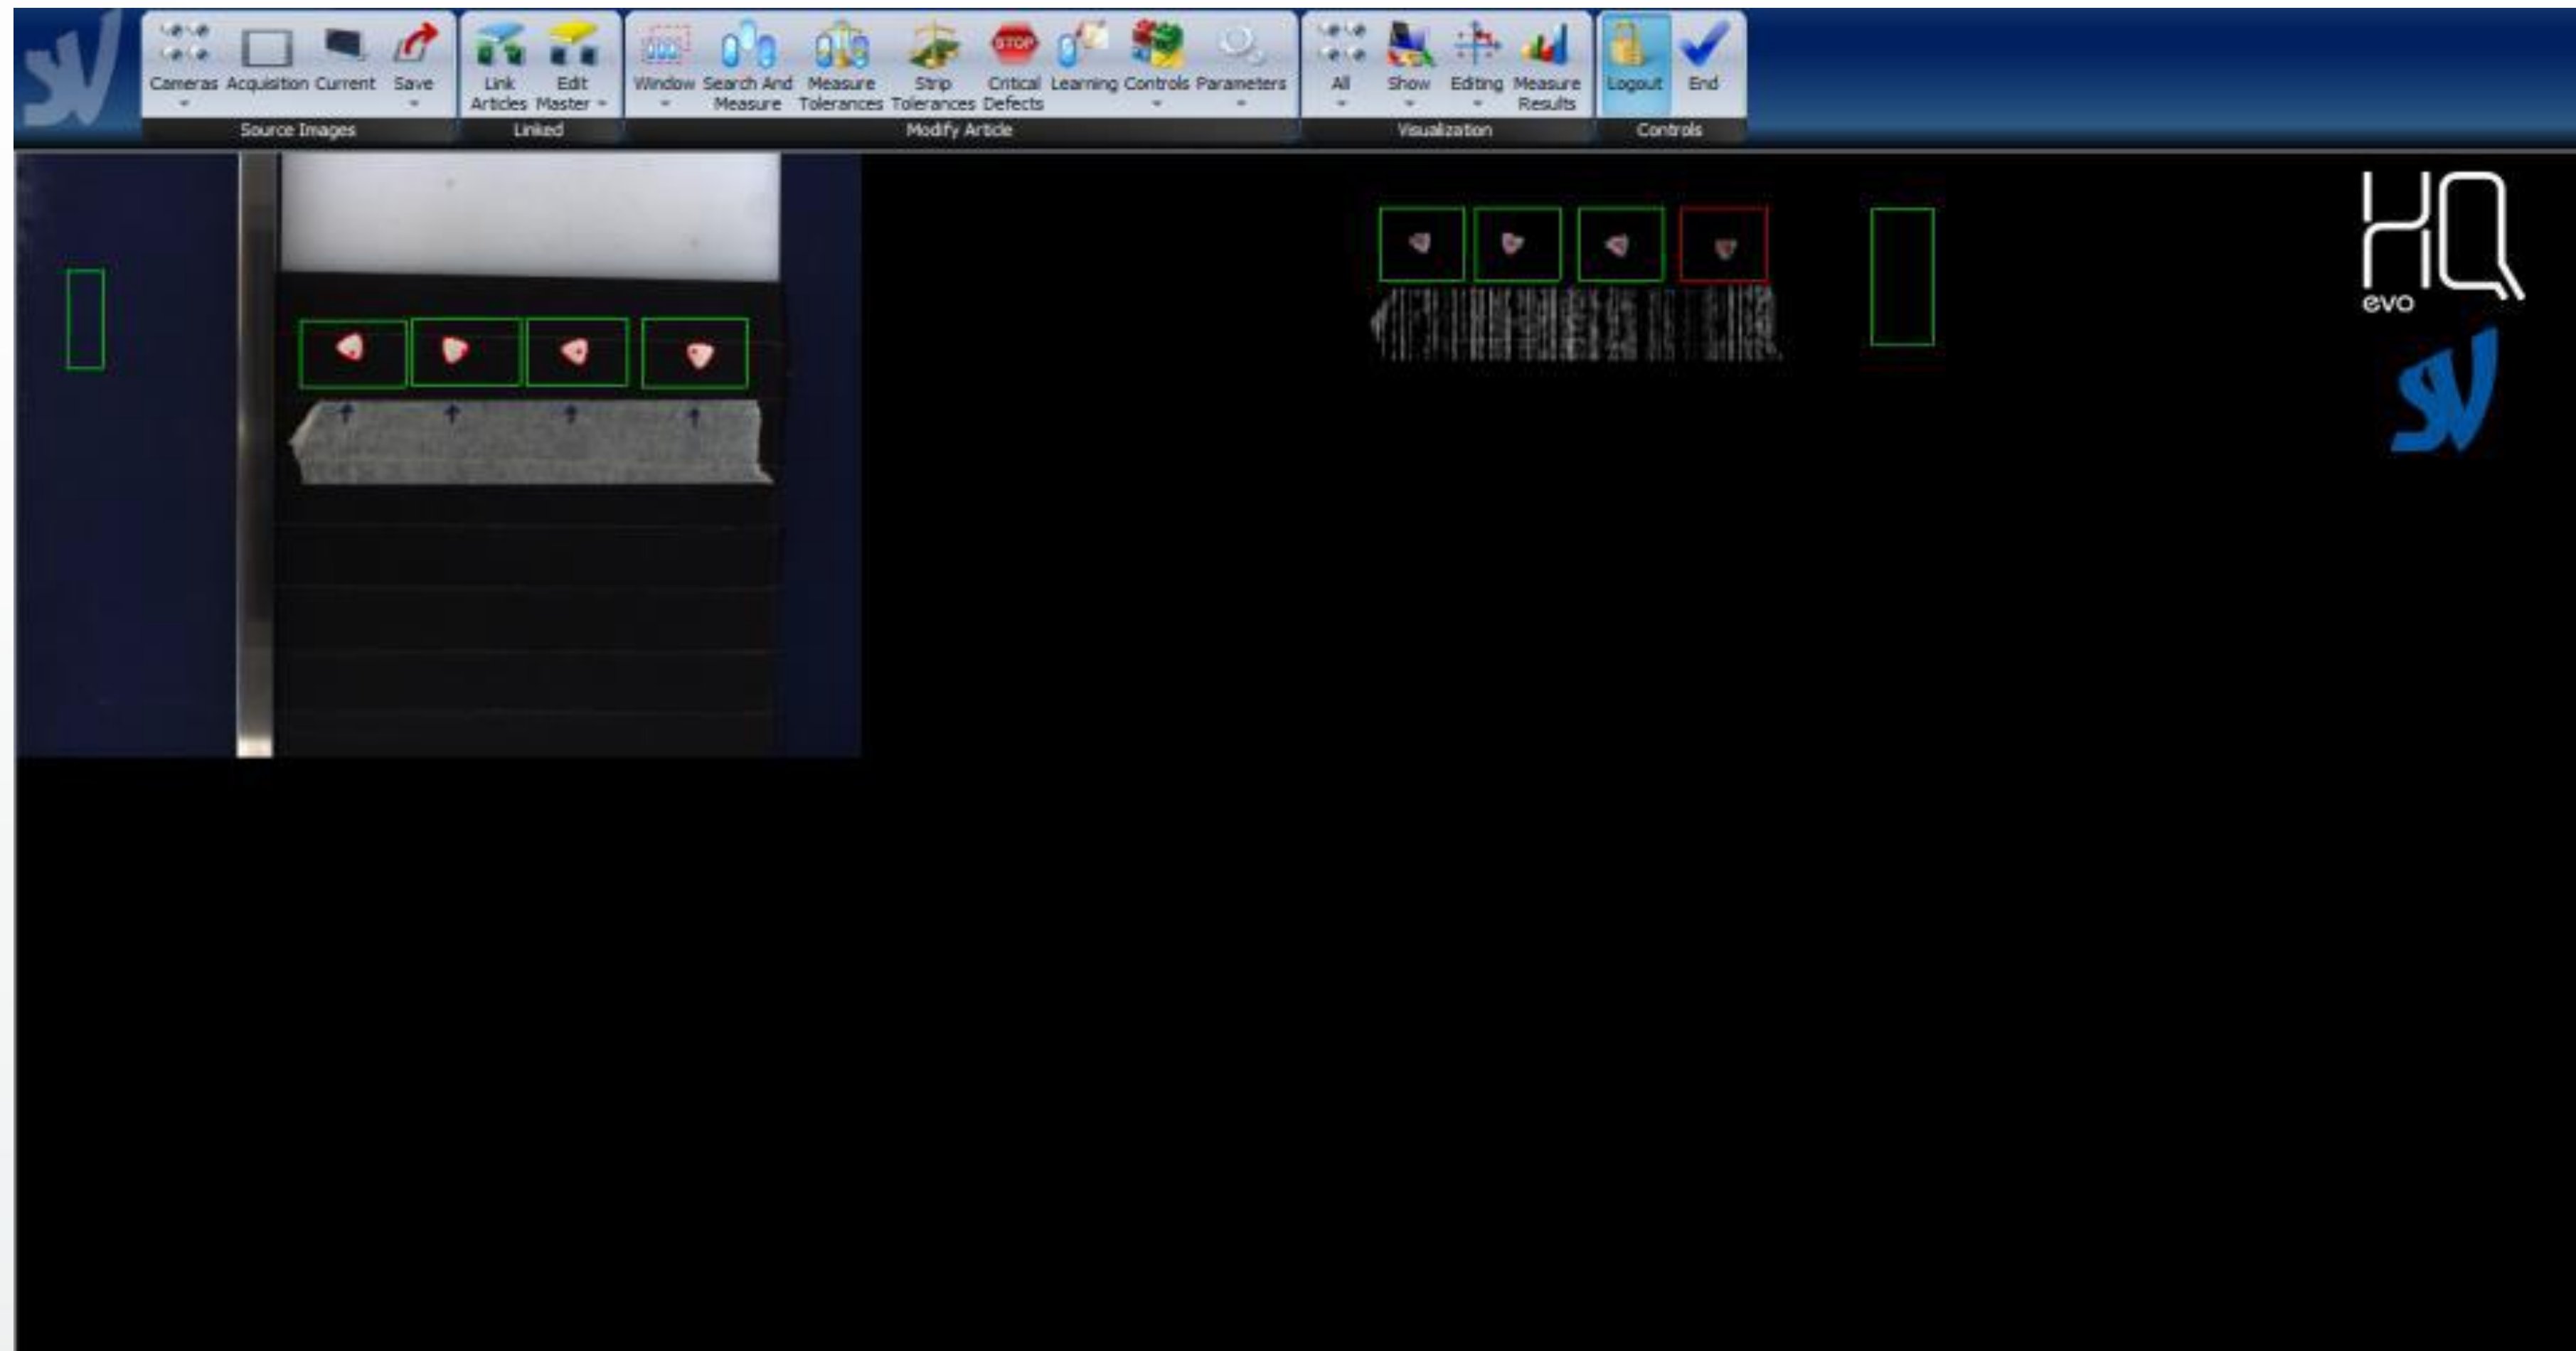 SV
Cameras Acquisition Current Save
Source Images
Link Articles Edit Master
Linked
Window Search And Measure Measure Tolerances Strip Tolerances STOP Critical Defects Learning Controls Parameters
Modify Article
All Show Editing Measure Results
Visualization
Logout End
Controls
HQ
evo
SV